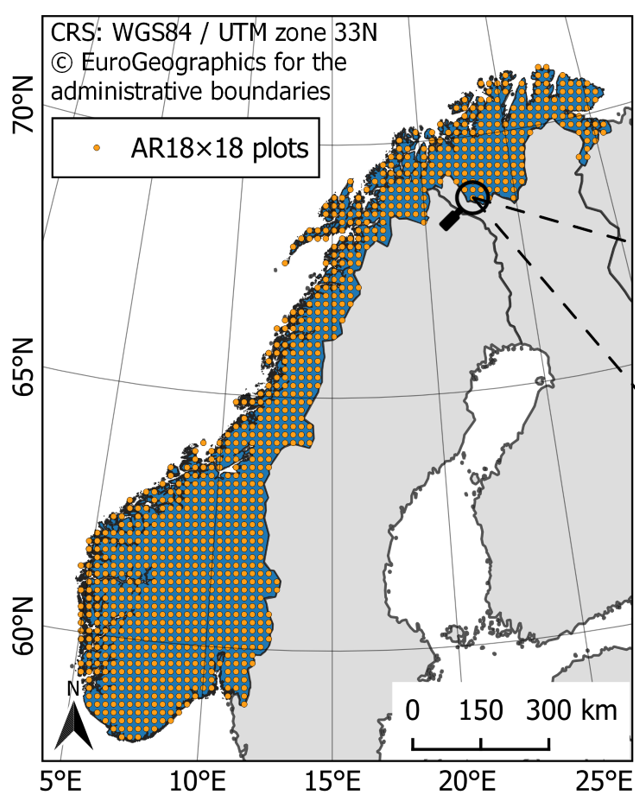 CRS: WGS84 / UTM zone 33N
© EuroGeographics for the
administrative boundaries
AR18×18 plots
70°N
65°N
60°N
N
0 150 300 km
5°E 10°E 15°E 20°E 25°E